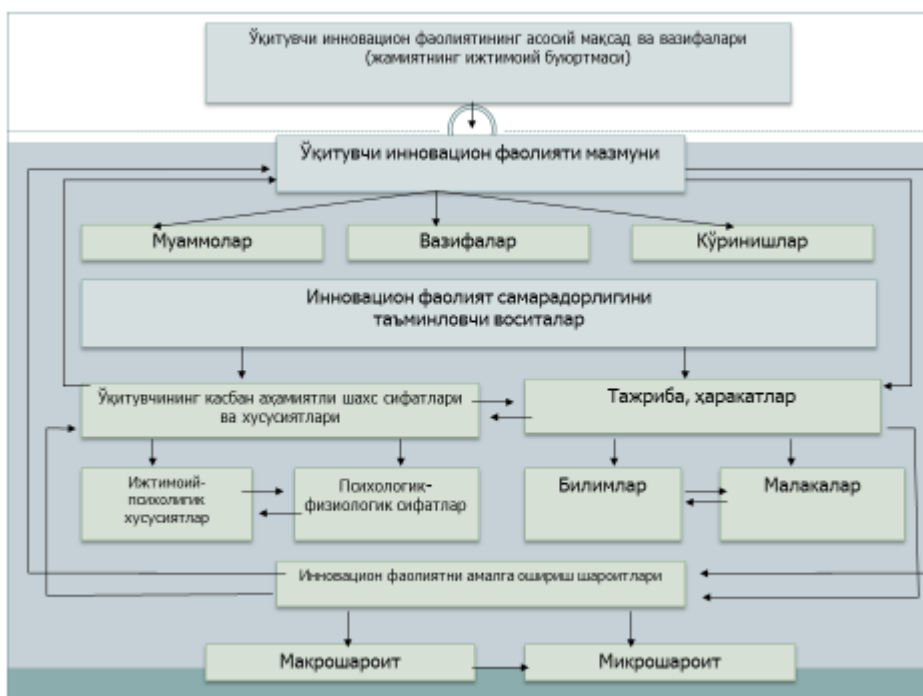 Ўқитувчи инновацион фаолиятининг асосий мақсад ва вазифалари
(жамиятнинг ижтимоий буюртмаси)
Ўқитувчи инновацион фаолияти мазмуни
Муаммолар
Вазифалар
Кўринишлар
Инновацион фаолият самарадорлигини
таъминловчи воситалар
Ўқитувчининг касбан аҳамиятли шахс сифатлари
ва хусусиятлари
Тажриба, ҳаракатлар
Ижтимоий-
психолигик
хусусиятлар
Психологик-
физиологик сифатлар
Билимлар
Малакалар
Инновацион фаолиятни амалга ошириш шароитлари
Макрошароит
Микрошароит